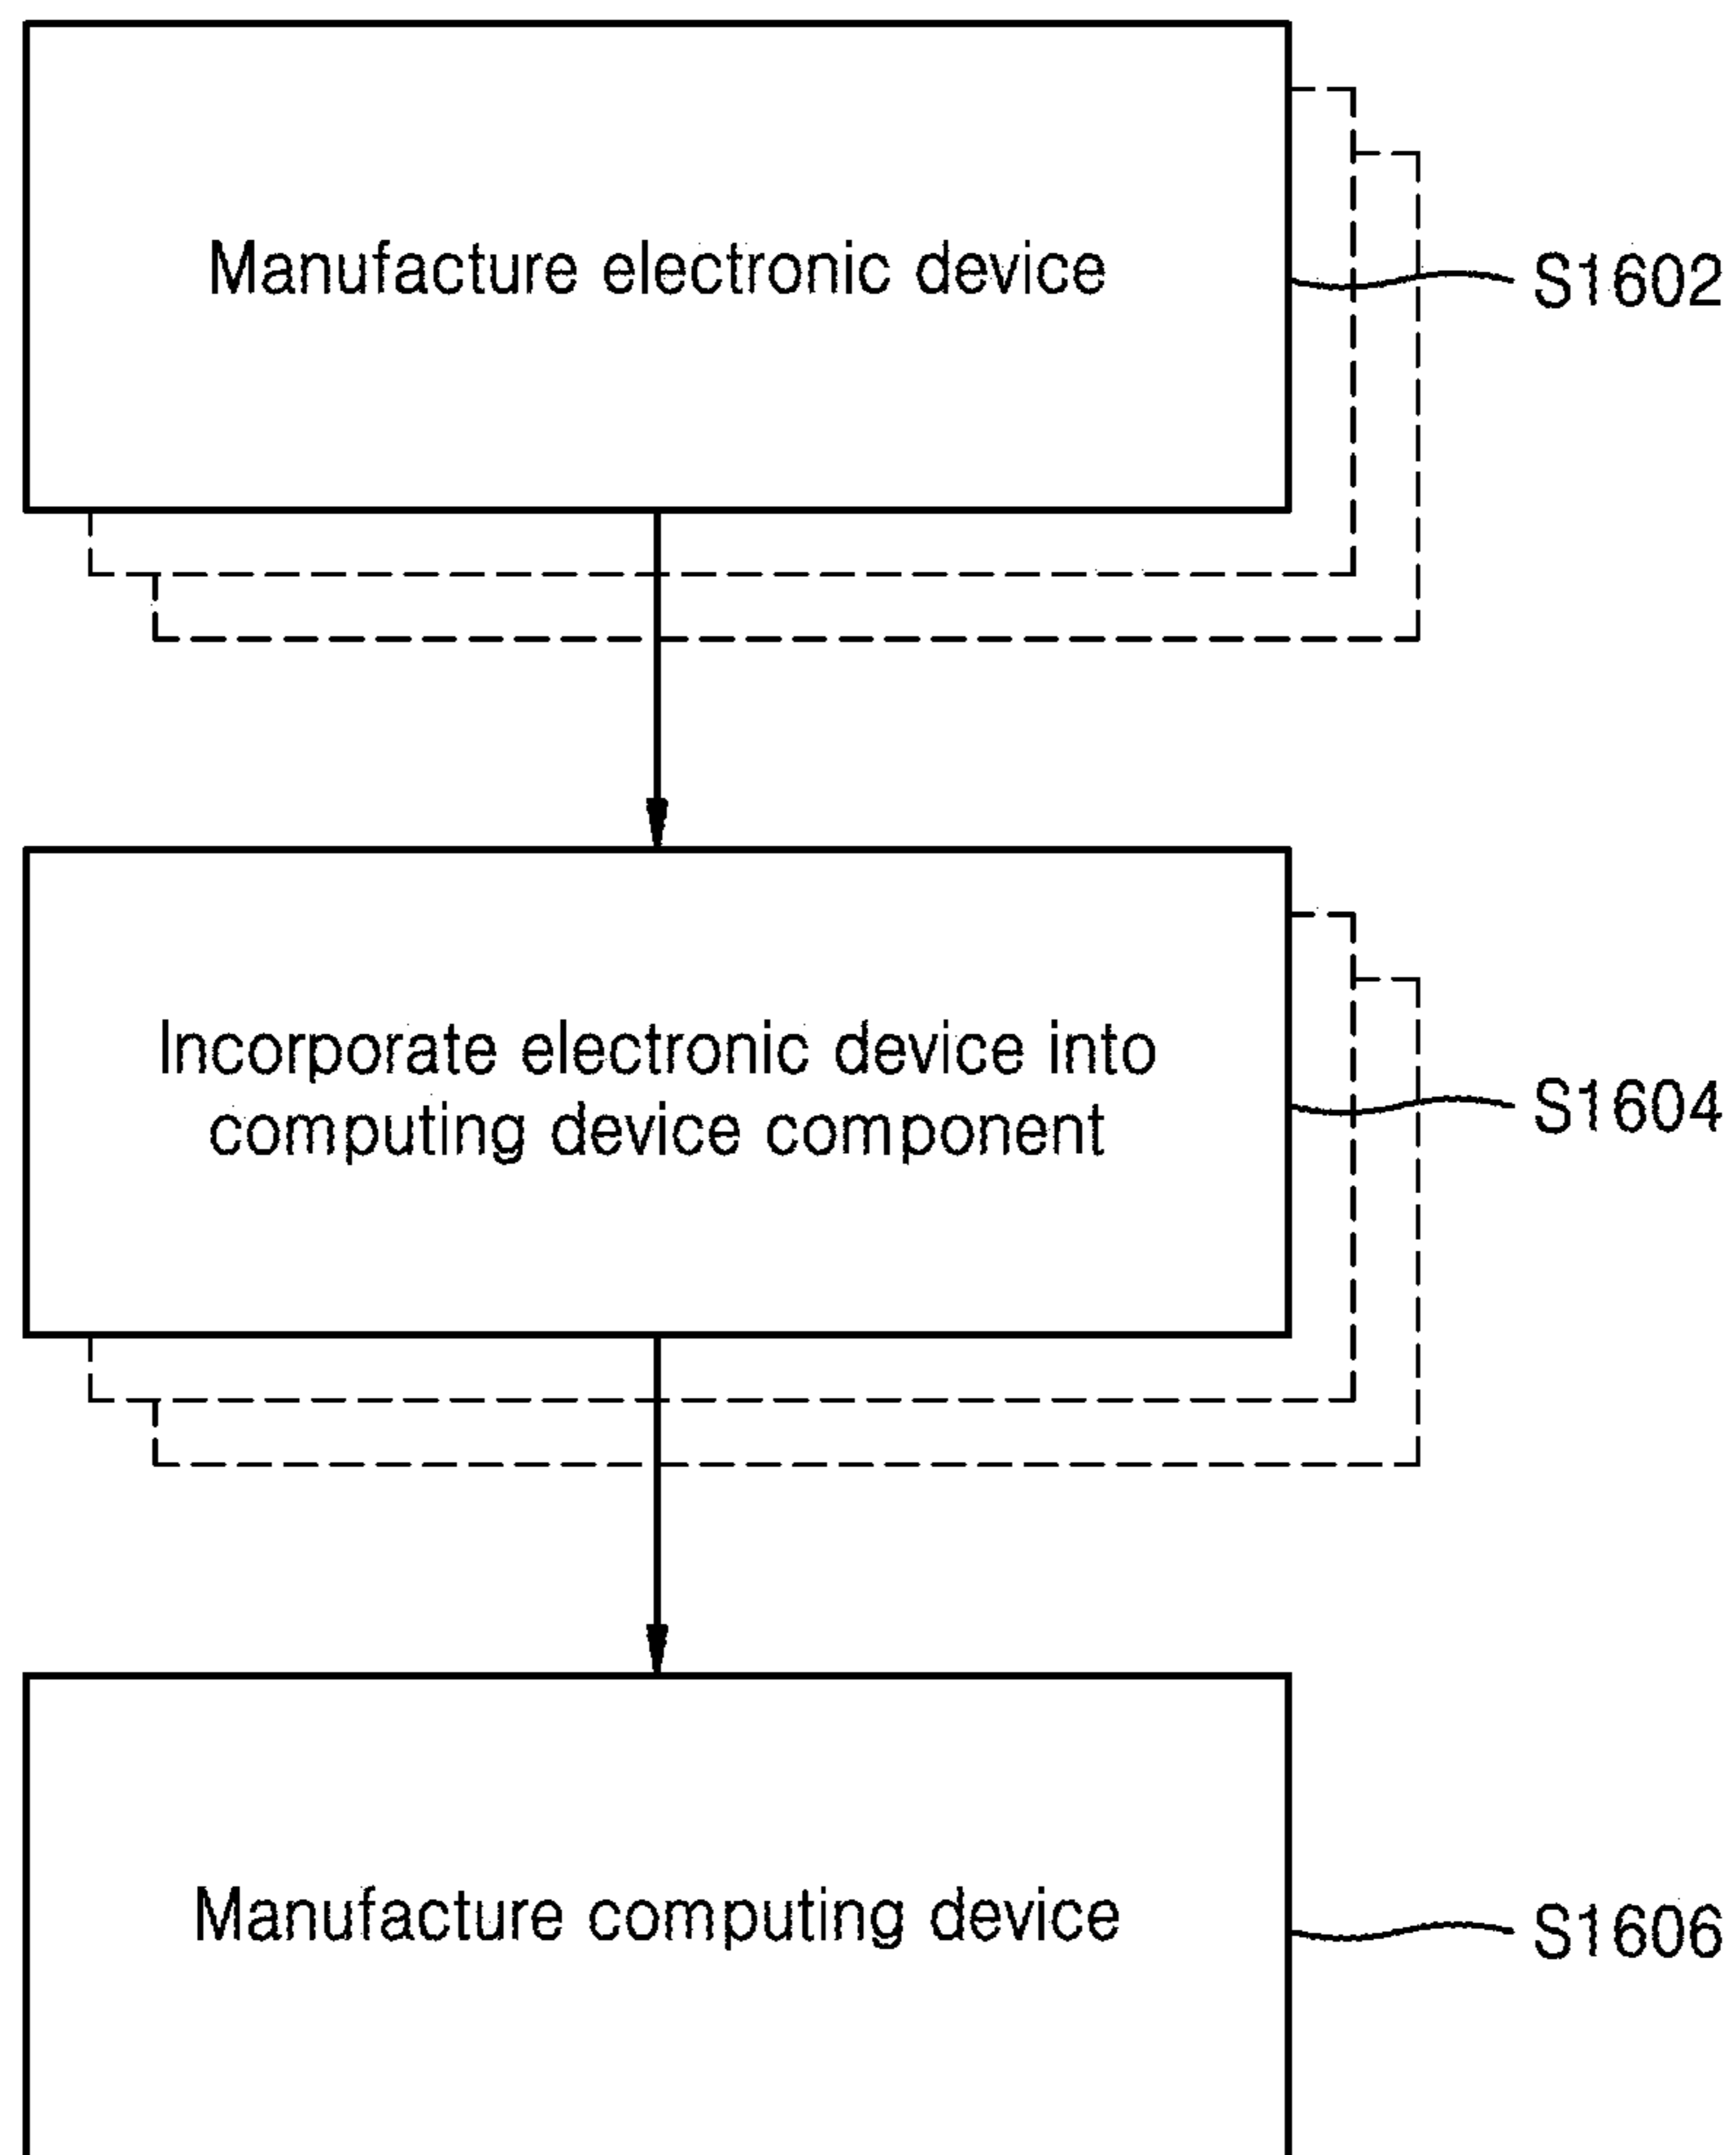 Manufacture electronic device
S1602
Incorporate electronic device into
computing device component
S1604
Manufacture computing device
S1606